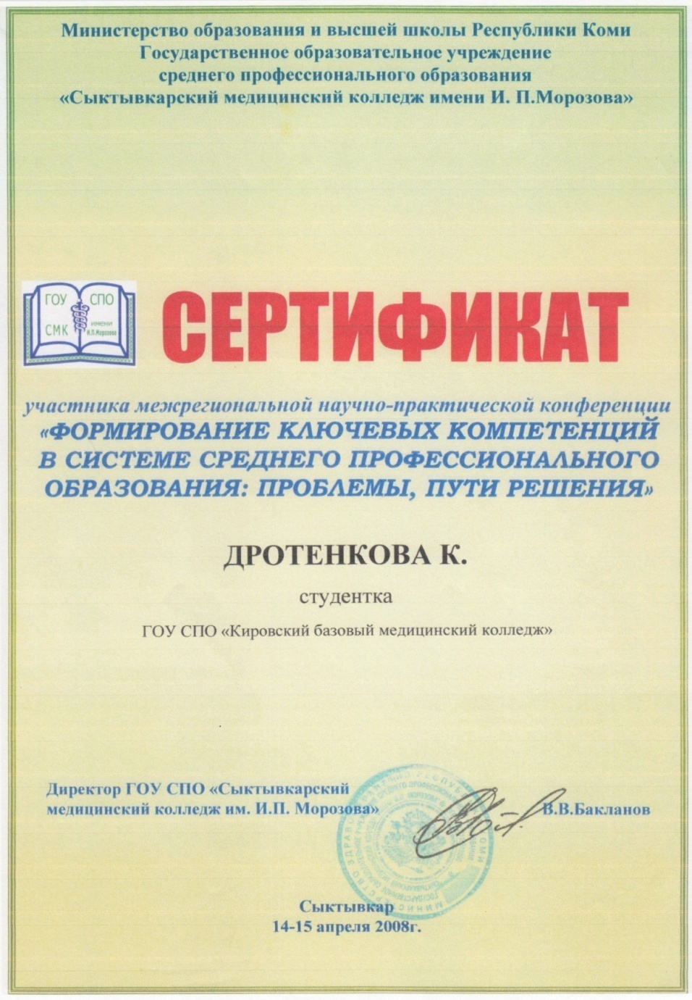 Министерство образования и высшей школы Республики Коми
Государственное образовательное учреждение
среднего профессионального образования
«Сыктывкарский медицинский колледж имени И. П.Морозова»
ГОУ СПО
СМК имени
И.П.Морозова
СЕРТИФИКАТ
участника межрегиональной научно-практической конференции
«ФОРМИРОВАНИЕ КЛЮЧЕВЫХ КОМПЕТЕНЦИЙ
В СИСТЕМЕ СРЕДНЕГО ПРОФЕССИОНАЛЬНОГО
ОБРАЗОВАНИЯ: ПРОБЛЕМЫ, ПУТИ РЕШЕНИЯ»
ДРОТЕНКОВА К.
студентка
ГОУ СПО «Кировский базовый медицинский колледж»
Директор ГОУ СПО «Сыктывкарский
медицинский колледж им. И.П. Морозова»
В.В.Бакланов
Сыктывкар
14-15 апреля 2008г.